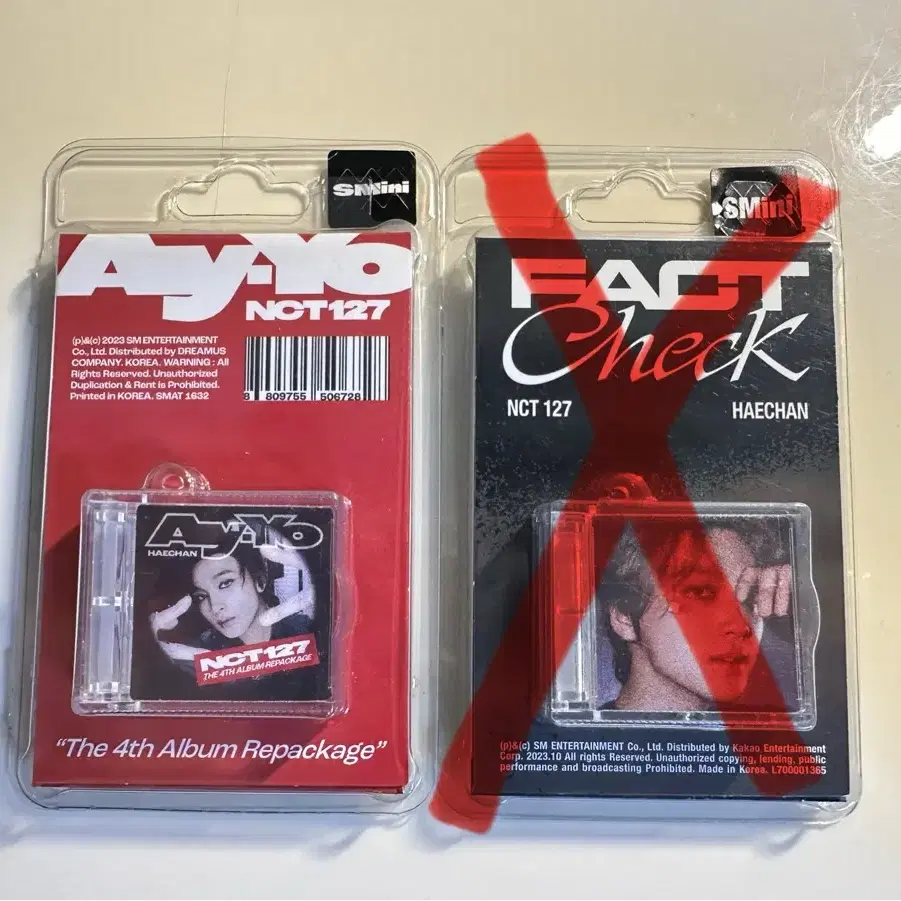 SMini
Ay-Yo
NCT 127
(p)&(c) 2023 SM ENTERTAINMENT
Co., Ltd. Distributed by DREAMUS
COMPANY. KOREA. WARNING : All
Rights Reserved. Unauthorized
Duplication & Rent is Prohibited.
Printed in KOREA. SMAT 1632
8 809755 506728
Ay-Yo
HAECHAN
NCT 127
THE 4TH ALBUM REPACKAGE
“The 4th Album Repackage”
SMini
FACT
Check
NCT 127
HAECHAN
(p)&(c) SM ENTERTAINMENT Co., Ltd. Distributed by Kakao Entertainment
Corp. 2023.10 All rights Reserved. Unauthorized copying, lending, public
performance and broadcasting Prohibited. Made in Korea. L700001365